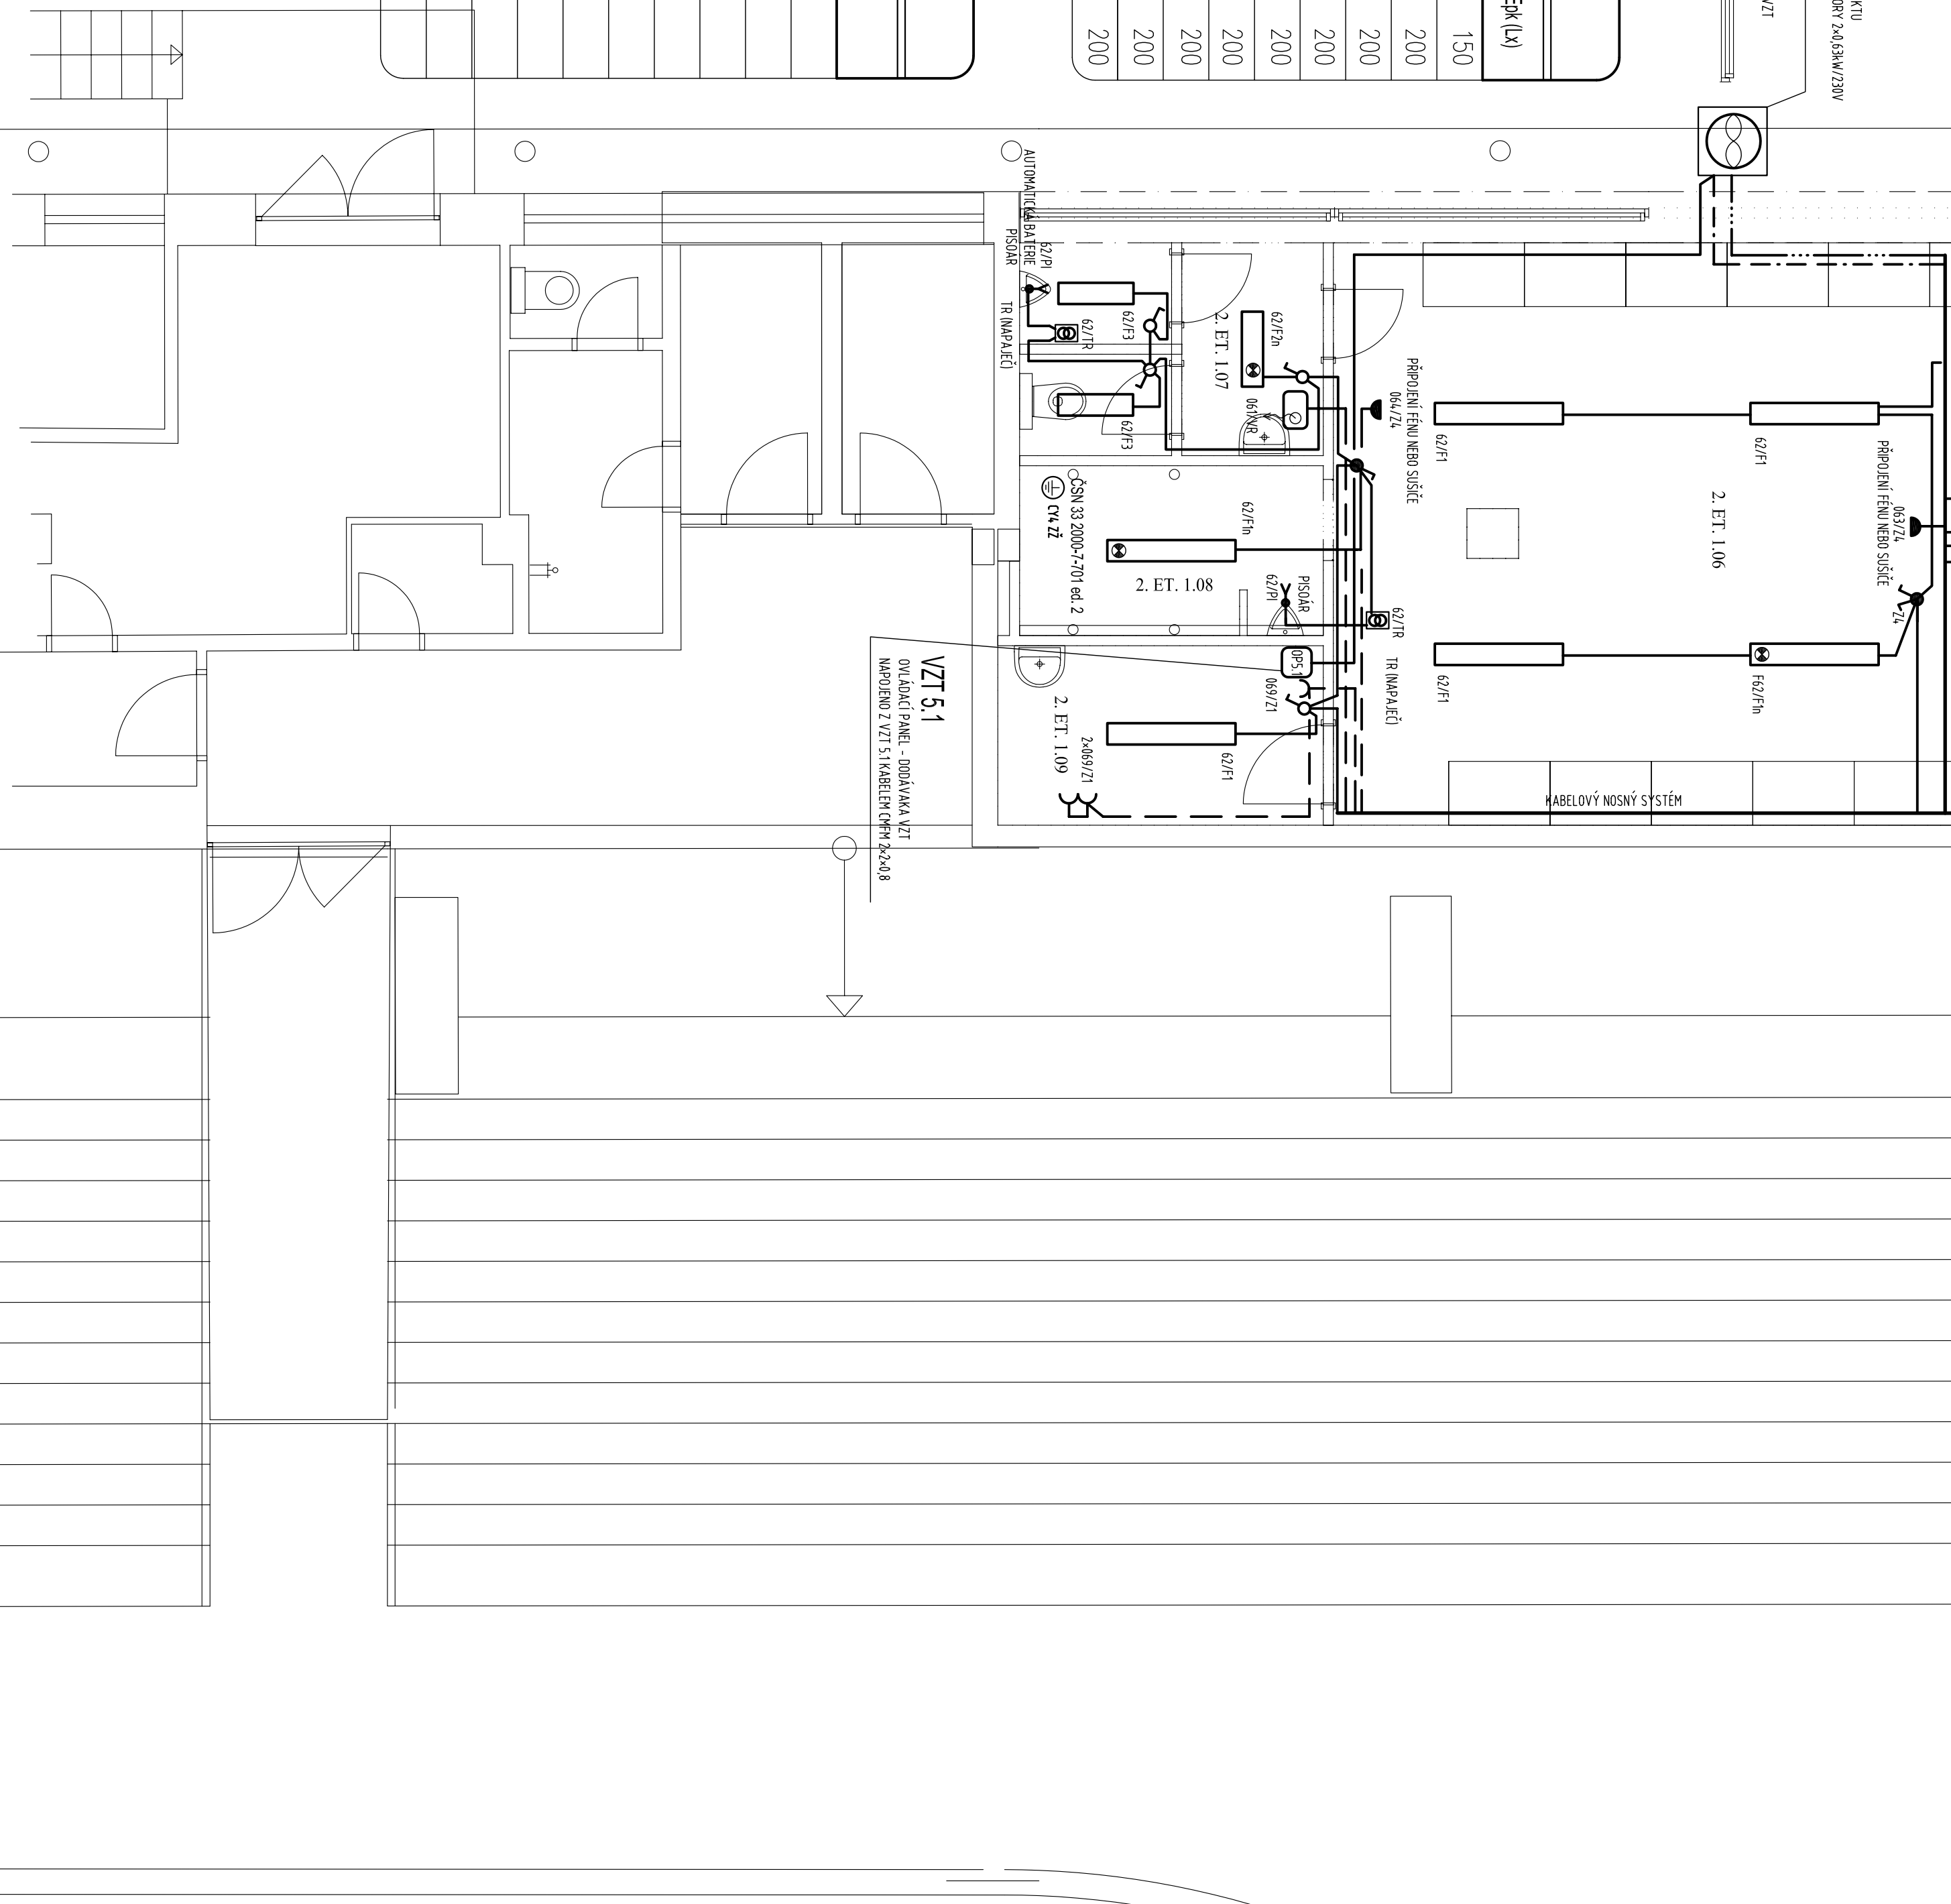 Epk (Lx)
150
200
200
200
200
200
200
200
200
VZT
KTU
ORY 2x0,63kW/230V
AUTOMATICKÁ BATERIE
PISOÁR
62/PI
TR (NAPAJEČ)
62/TR
62/F3
62/F3
2. ET. 1.07
62/F2n
061/VR
PŘIPOJENÍ FÉNU NEBO SUŠIČE
064/Z4
62/F1
62/F1
2. ET. 1.06
PŘIPOJENÍ FÉNU NEBO SUŠIČE
063/Z4
Z4
ČSN 33 2000-7-701 ed. 2
CY4 ZŽ
62/F1n
2. ET. 1.08
PISOÁR
62/PI
62/TR
TR (NAPAJEČ)
62/F1
F62/F1n
OP5.1
069/Z1
2. ET. 1.09
2x069/Z1
62/F1
KABELOVÝ NOSNÝ SYSTÉM
VZT 5.1
OVLÁDACÍ PANEL - DODÁVAKA VZT
NAPOJENO Z VZT 5.1 KABELEM CMFM 2x2x0,8